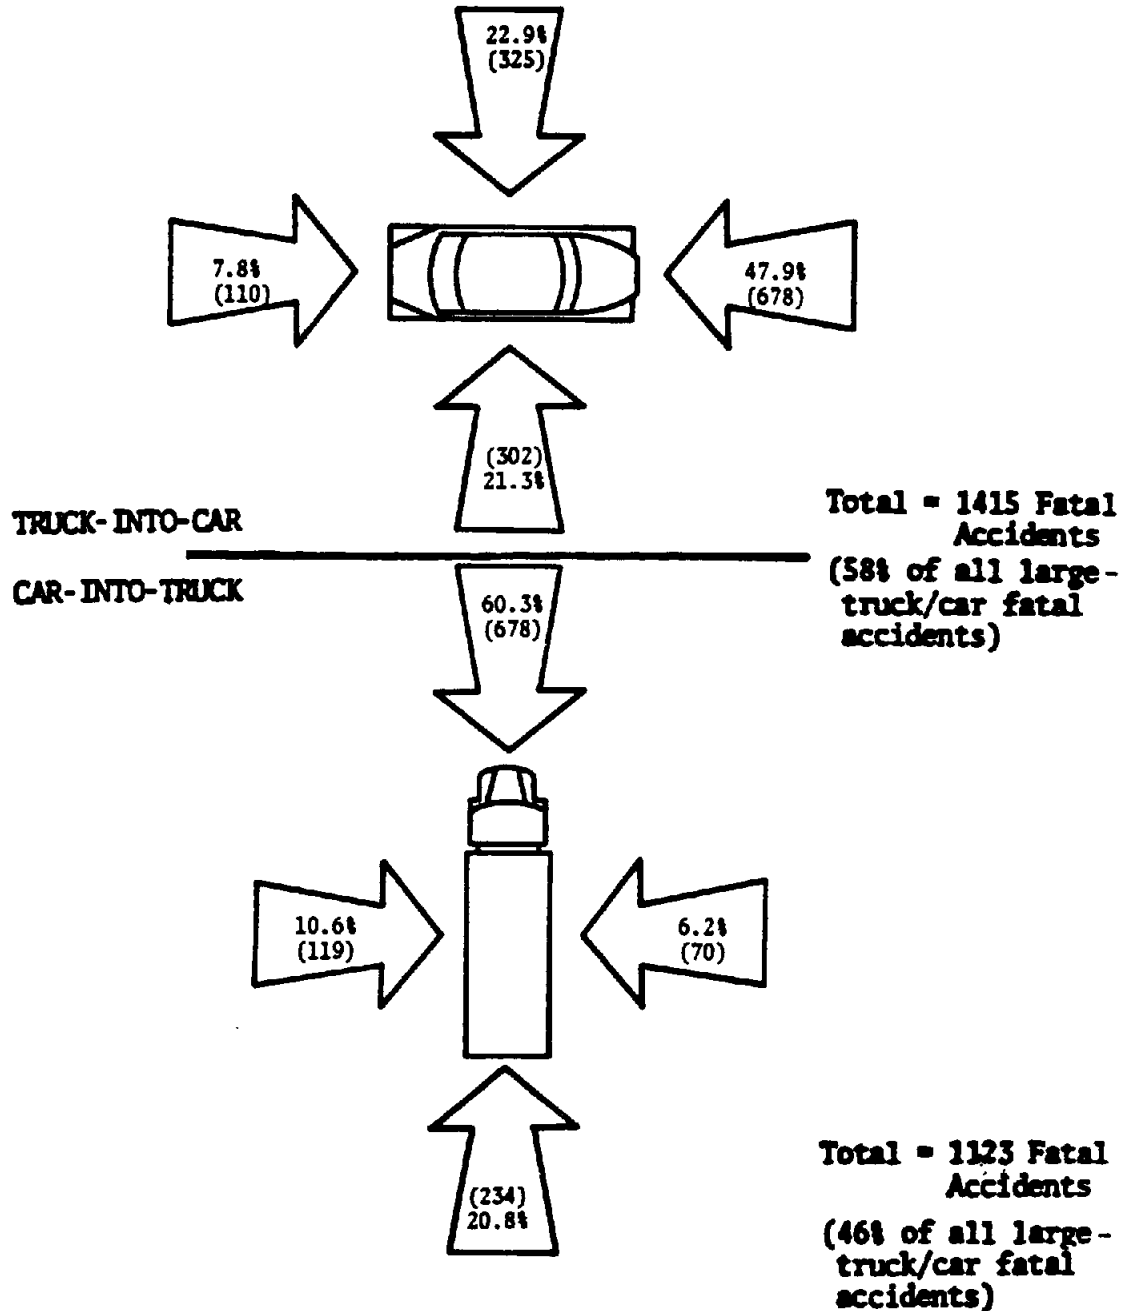 22.9%
(325)
7.8%
(110)
47.9%
(678)
(302)
21.3%
TRUCK-INTO-CAR
Total = 1415 Fatal
Accidents
(58% of all large-
truck/car fatal
accidents)
CAR-INTO-TRUCK
60.3%
(678)
10.6%
(119)
6.2%
(70)
(234)
20.8%
Total = 1123 Fatal
Accidents
(46% of all large-
truck/car fatal
accidents)